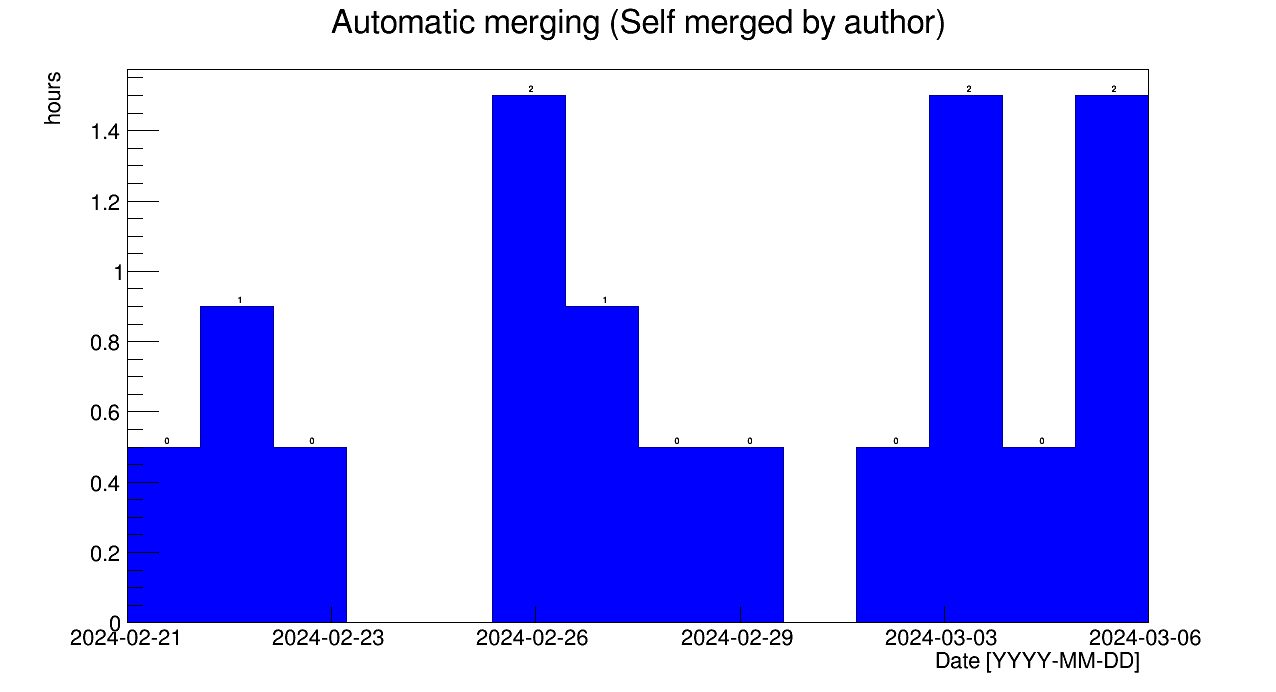 Automatic merging (Self merged by author)
hours
2 2 2
1.4
1.2
1
1 1
0.8
0.6
0 0 0 0 0 0
0.4
0.2
0
2024-02-21 2024-02-23 2024-02-26 2024-02-29 2024-03-03 2024-03-06
Date [YYYY-MM-DD]